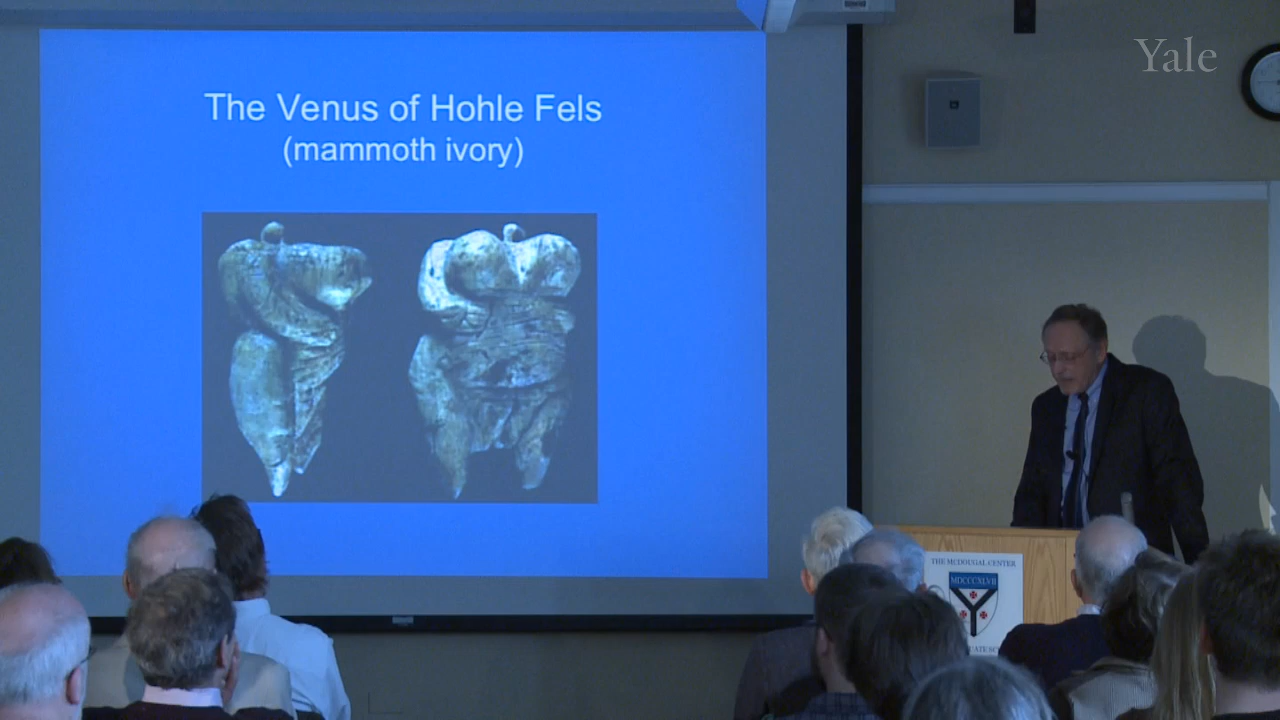 The Venus of Hohle Fels
(mammoth ivory)
Yale
THE MCDOUGAL CENTER
MDCCCXLVII